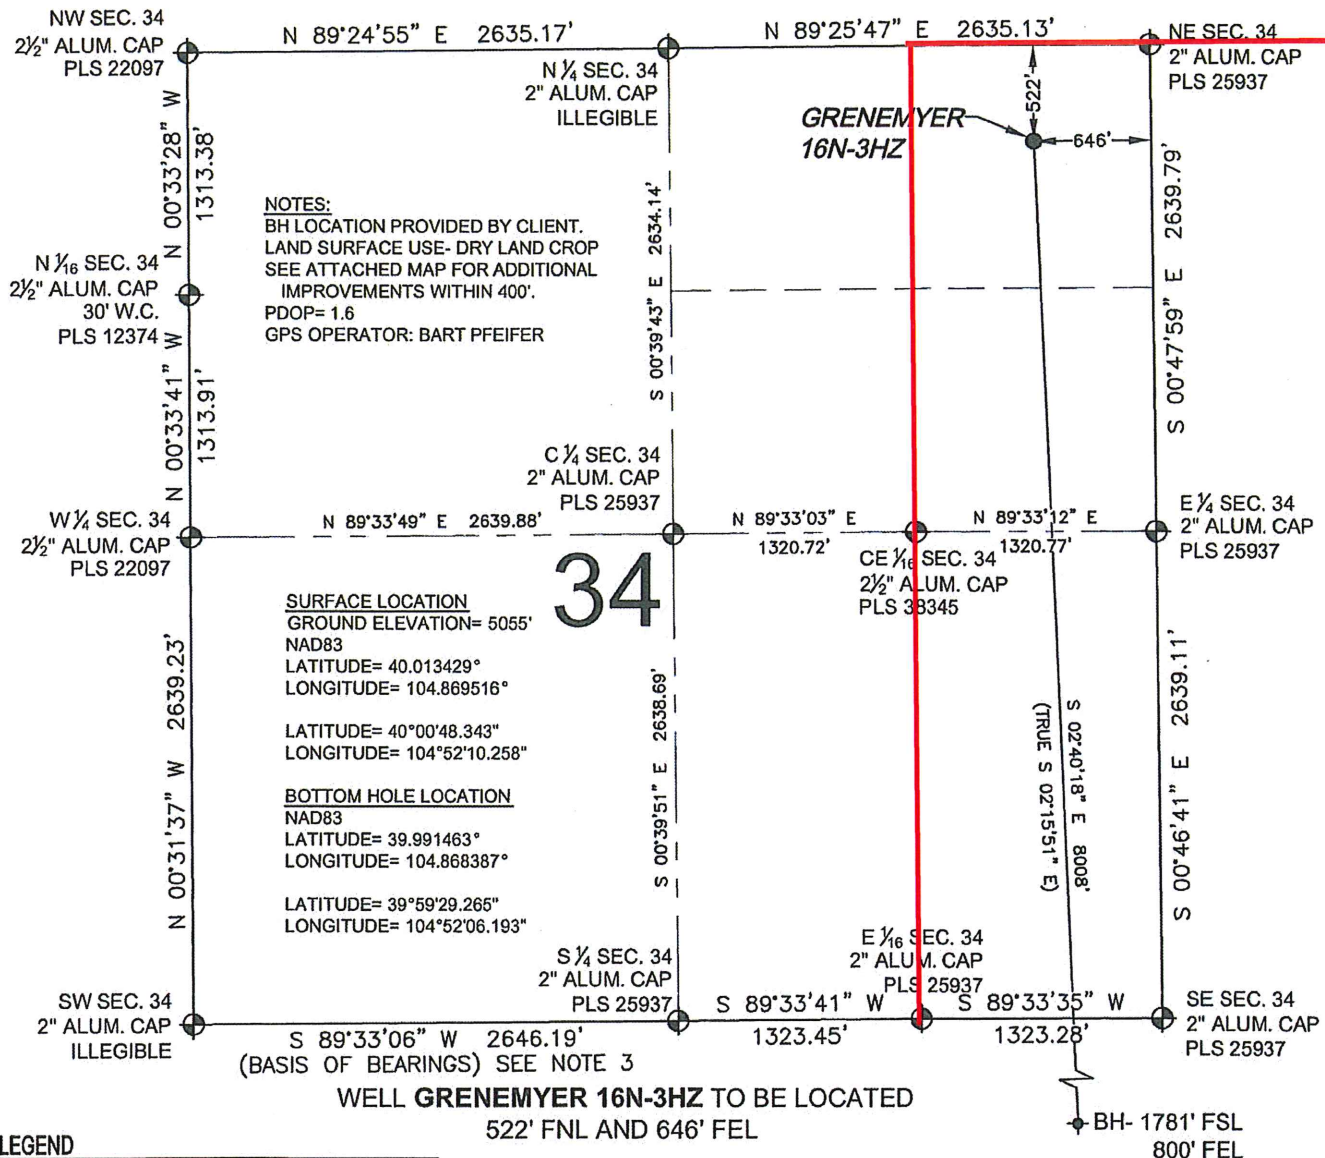 NW SEC. 34
2½" ALUM. CAP
PLS 22097
N 89°24'55" E 2635.17'
N ¼ SEC. 34
2" ALUM. CAP
ILLEGIBLE
N 89°25'47" E 2635.13'
NE SEC. 34
2" ALUM. CAP
PLS 25937
522'
GRENEMYER
16N-3HZ
646'
N 00°33'28" W
1313.38'
NOTES:
BH LOCATION PROVIDED BY CLIENT.
LAND SURFACE USE- DRY LAND CROP
SEE ATTACHED MAP FOR ADDITIONAL
IMPROVEMENTS WITHIN 400'.
PDOP= 1.6
GPS OPERATOR: BART PFEIFER
S 00°39'43" E 2634.14'
S 00°47'59" E 2639.79'
N 1/16 SEC. 34
2½" ALUM. CAP
30' W.C.
PLS 12374
N 00°33'41" W
1313.91'
C ¼ SEC. 34
2" ALUM. CAP
PLS 25937
W ¼ SEC. 34
2½" ALUM. CAP
PLS 22097
N 89°33'49" E 2639.88'
N 89°33'03" E
1320.72'
N 89°33'12" E
1320.77'
E ¼ SEC. 34
2" ALUM. CAP
PLS 25937
CE 1/16 SEC. 34
2½" ALUM. CAP
PLS 38345
34
SURFACE LOCATION
GROUND ELEVATION= 5055'
NAD83
LATITUDE= 40.013429°
LONGITUDE= 104.869516°
LATITUDE= 40°00'48.343"
LONGITUDE= 104°52'10.258"
BOTTOM HOLE LOCATION
NAD83
LATITUDE= 39.991463°
LONGITUDE= 104.868387°
LATITUDE= 39°59'29.265"
LONGITUDE= 104°52'06.193"
N 00°31'37" W 2639.23'
S 00°39'51" E 2638.69'
S 02°40'18" E 8008'
(TRUE S 02°15'51" E)
S 00°46'41" E 2639.11'
S ¼ SEC. 34
2" ALUM. CAP
PLS 25937
E 1/16 SEC. 34
2" ALUM. CAP
PLS 25937
SW SEC. 34
2" ALUM. CAP
ILLEGIBLE
S 89°33'06" W 2646.19'
(BASIS OF BEARINGS) SEE NOTE 3
S 89°33'41" W
1323.45'
S 89°33'35" W
1323.28'
SE SEC. 34
2" ALUM. CAP
PLS 25937
WELL GRENEMYER 16N-3HZ TO BE LOCATED
522' FNL AND 646' FEL
BH- 1781' FSL
800' FEL
LEGEND